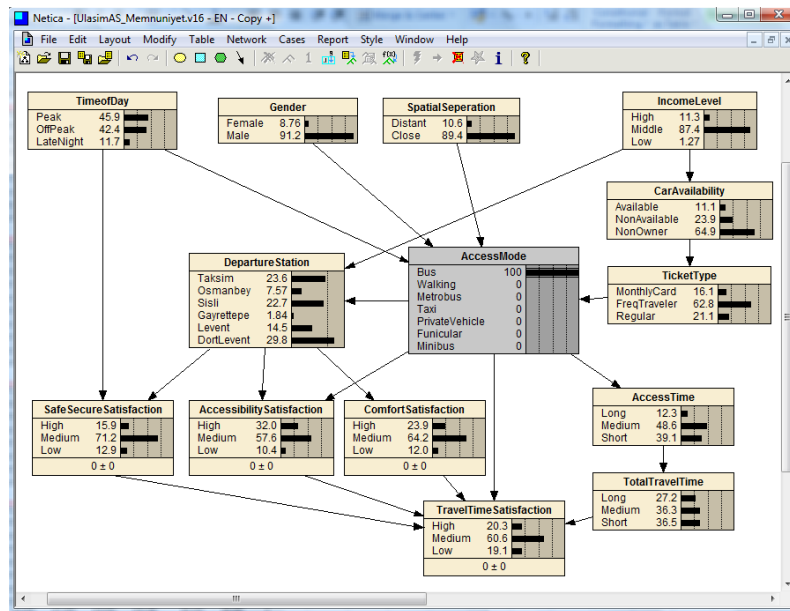 Netica - [UlasimAS_Memnuniyet.v16 - EN - Copy +]
File Edit Layout Modify Table Network Cases Report Style Window Help
TimeofDay
Peak 45.9
OffPeak 42.4
LateNight 11.7
Gender
Female 8.76
Male 91.2
SpatialSeperation
Distant 10.6
Close 89.4
IncomeLevel
High 11.3
Middle 87.4
Low 1.27
CarAvailability
Available 11.1
NonAvailable 23.9
NonOwner 64.9
DepartureStation
Taksim 23.6
Osmanbey 7.57
Sisli 22.7
Gayrettepe 1.84
Levent 14.5
DortLevent 29.8
AccessMode
Bus 100
Walking 0
Metrobus 0
Taxi 0
PrivateVehicle 0
Funicular 0
Minibus 0
TicketType
MonthlyCard 16.1
FreqTraveler 62.8
Regular 21.1
SafeSecureSatisfaction
High 15.9
Medium 71.2
Low 12.9
0 ± 0
AccessibilitySatisfaction
High 32.0
Medium 57.6
Low 10.4
0 ± 0
ComfortSatisfaction
High 23.9
Medium 64.2
Low 12.0
0 ± 0
AccessTime
Long 12.3
Medium 48.6
Short 39.1
TotalTravelTime
Long 27.2
Medium 36.3
Short 36.5
TravelTimeSatisfaction
High 20.3
Medium 60.6
Low 19.1
0 ± 0